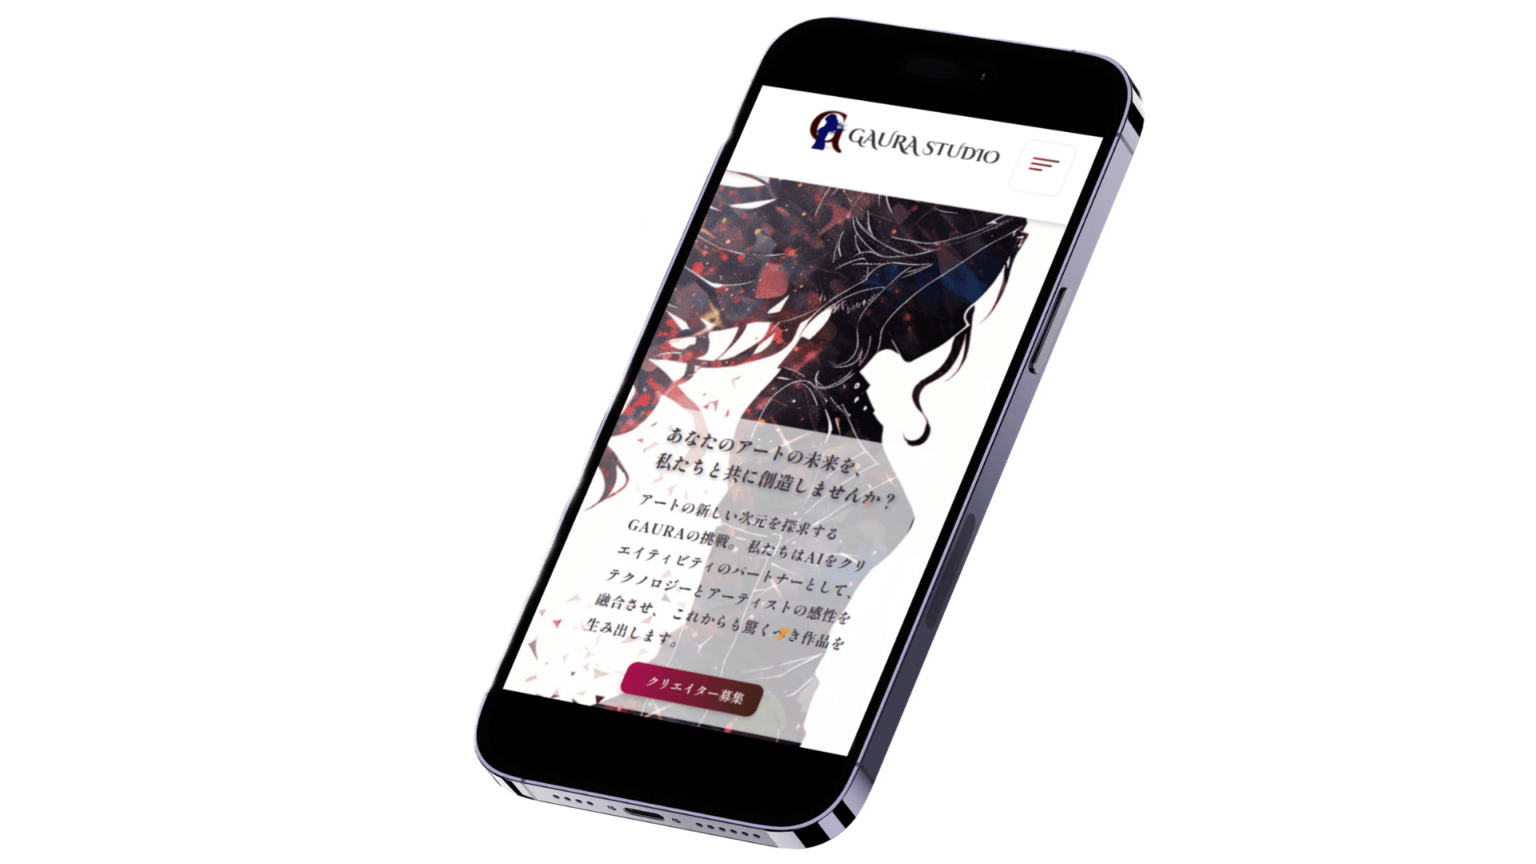 GAURA STUDIO
あなたのアートの未来を、
私たちと共に創造しませんか？
アートの新しい次元を探求する
GAURAの挑戦。 私たちはAIをクリ
エイティビティのパートナーとして、
テクノロジーとアーティストの感性を
融合させ、 これからも驚くべき作品を
生み出します。
クリエイター募集